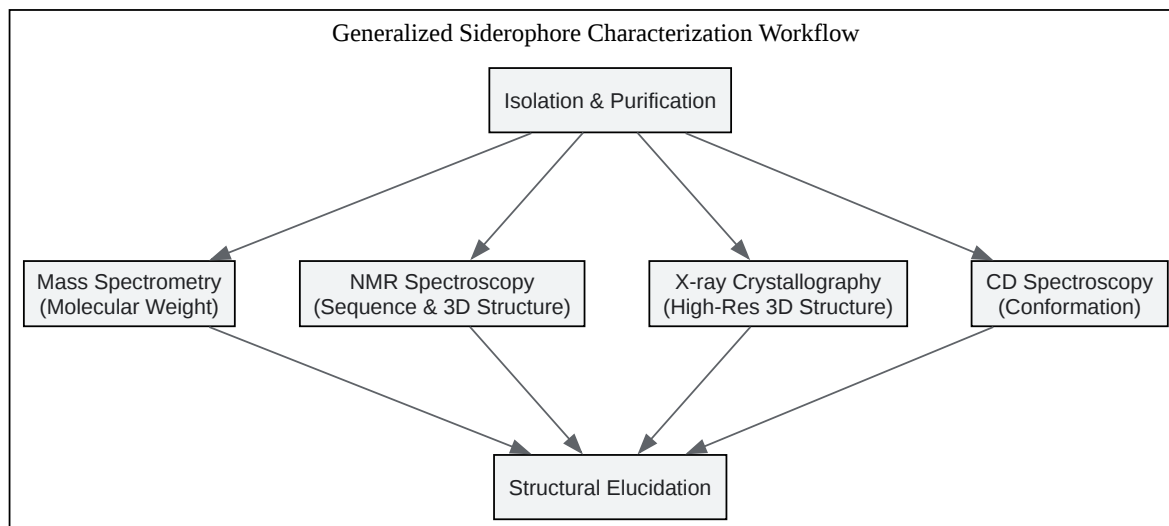 Generalized Siderophore Characterization Workflow
Isolation & Purification
Mass Spectrometry
(Molecular Weight)
NMR Spectroscopy
(Sequence & 3D Structure)
X-ray Crystallography
(High-Res 3D Structure)
CD Spectroscopy
(Conformation)
Structural Elucidation